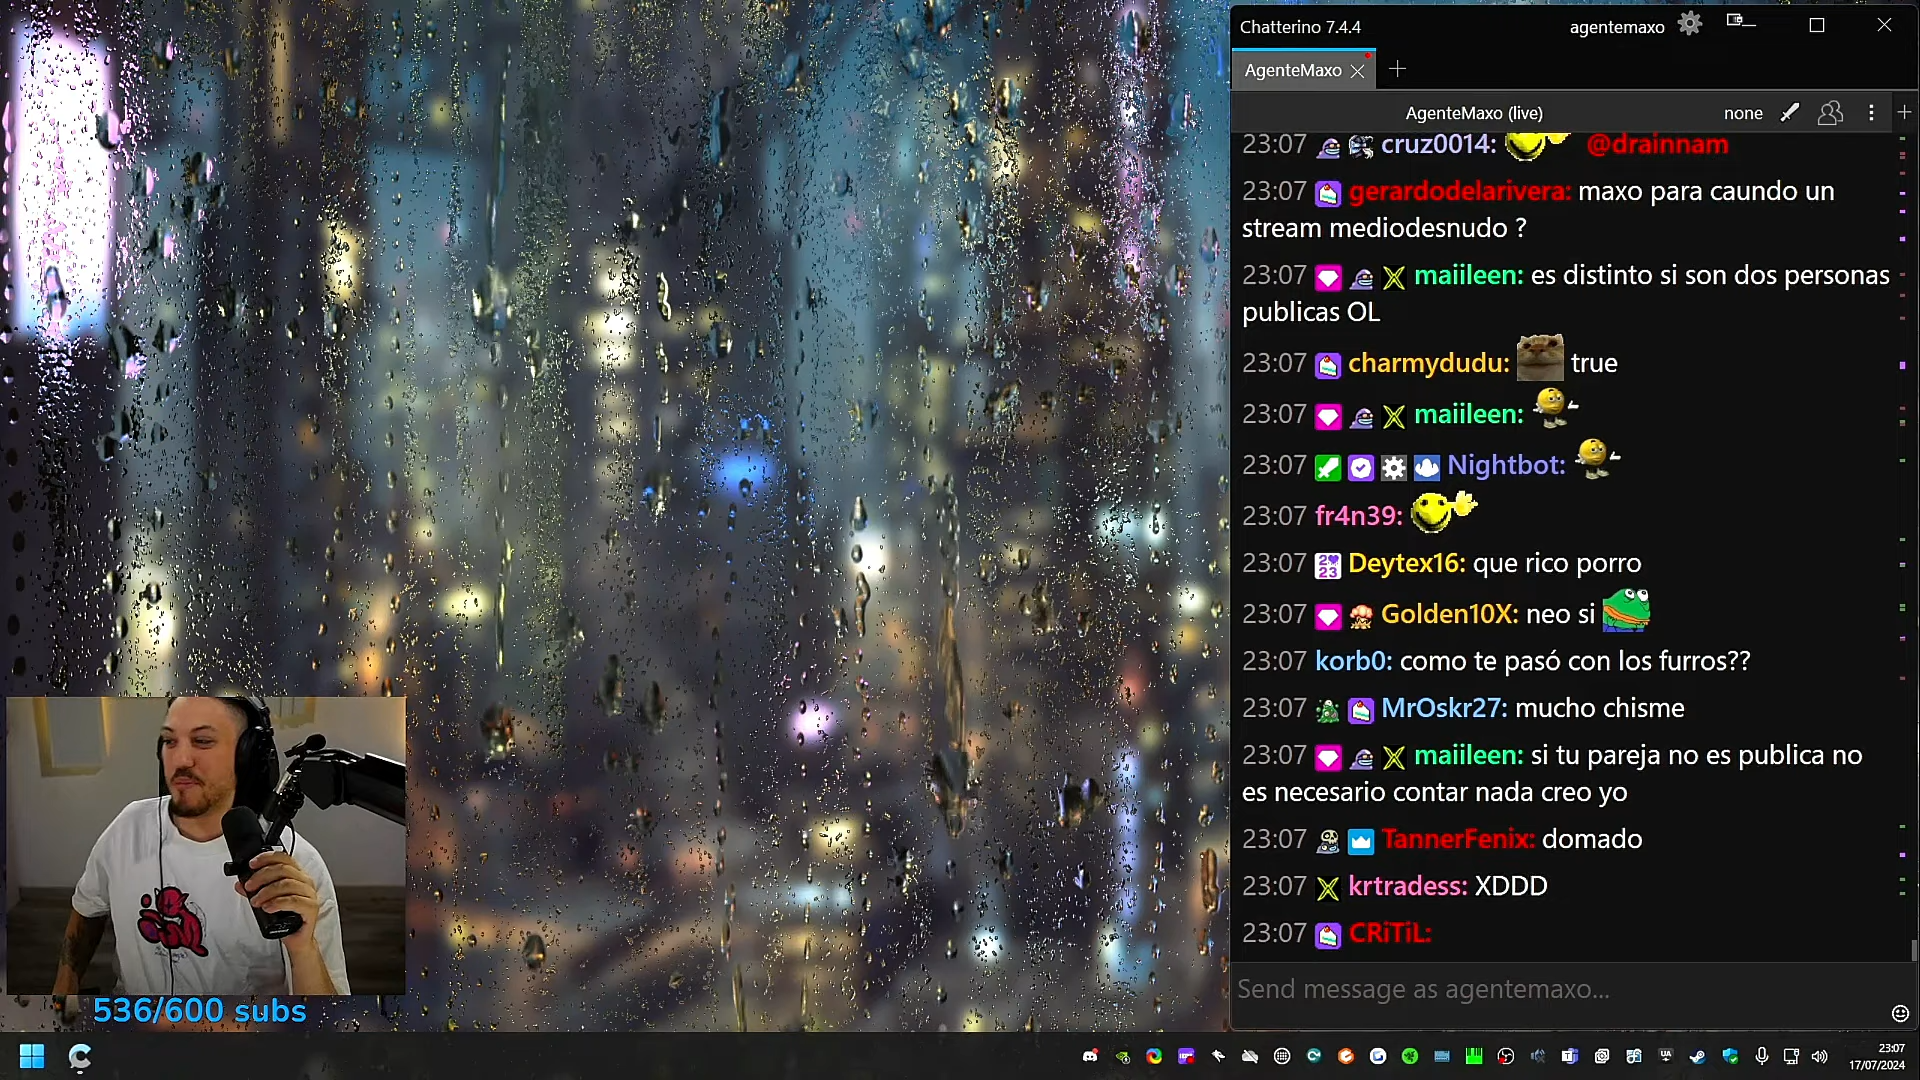 Chatterino 7.4.4
agentemaxo
AgenteMaxo
AgenteMaxo (live)
none
23:07 cruz0014: @drainnam
23:07 gerardodelarivera: maxo para caundo un
stream mediodesnudo ?
23:07 maiileen: es distinto si son dos personas
publicas OL
23:07 charmydudu: true
23:07 maiileen:
23:07 Nightbot:
23:07 fr4n39:
23:07 Deytex16: que rico porro
23:07 Golden10X: neo si
23:07 korb0: como te pasó con los furros??
23:07 MrOskr27: mucho chisme
23:07 maiileen: si tu pareja no es publica no
es necesario contar nada creo yo
23:07 TannerFenix: domado
23:07 krtradess: XDDD
23:07 CRiTiL:
Send message as agentemaxo...
536/600 subs
23:07
17/07/2024